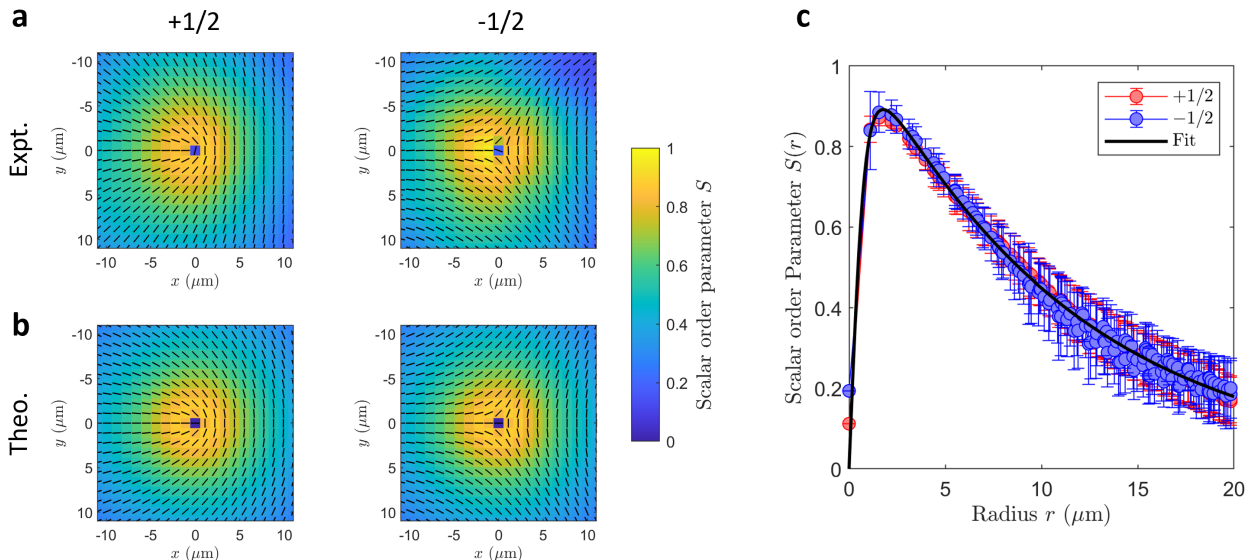 a
+1/2
-1/2
c
Expt.
-10
-5
0
5
10
y (μm)
-10 -5 0 5 10
x (μm)
-10
-5
0
5
10
y (μm)
-10 -5 0 5 10
x (μm)
b
Theo.
-10
-5
0
5
10
y (μm)
-10 -5 0 5 10
x (μm)
-10
-5
0
5
10
y (μm)
-10 -5 0 5 10
x (μm)
1
0.8
0.6
0.4
0.2
0
Scalar order parameter S
1
0.8
0.6
0.4
0.2
0
Scalar order Parameter S(r)
+1/2
−1/2
Fit
0 5 10 15 20
Radius r (μm)